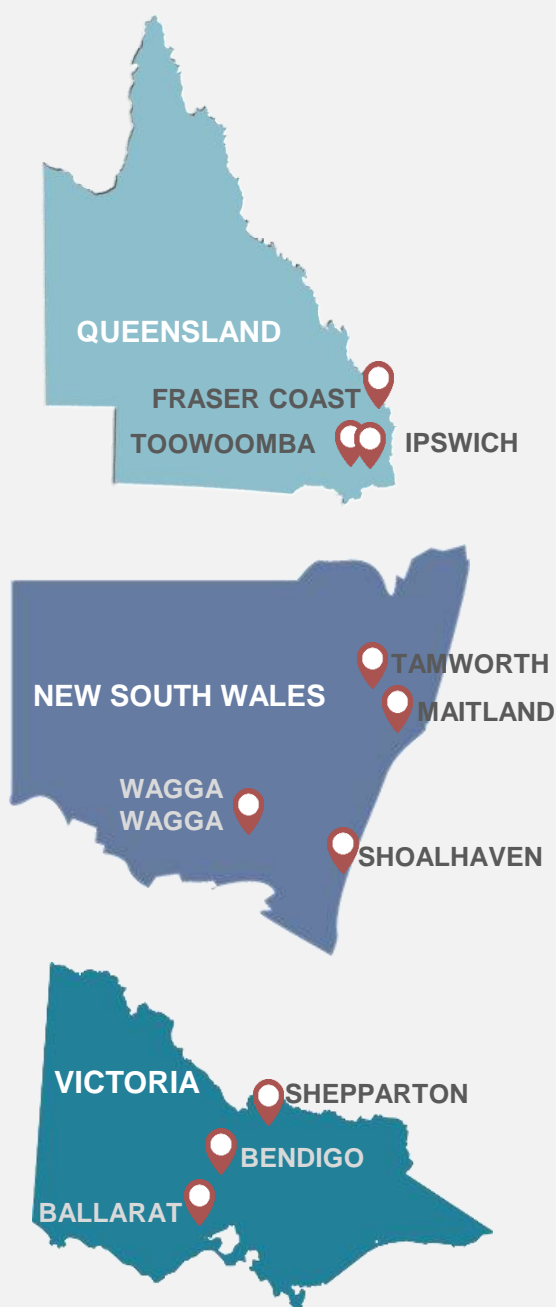 QUEENSLAND
FRASER COAST
TOOWOOMBA
IPSWICH
TAMWORTH
NEW SOUTH WALES
MAITLAND
WAGGA
WAGGA
SHOALHAVEN
VICTORIA
SHEPPARTON
BENDIGO
BALLARAT